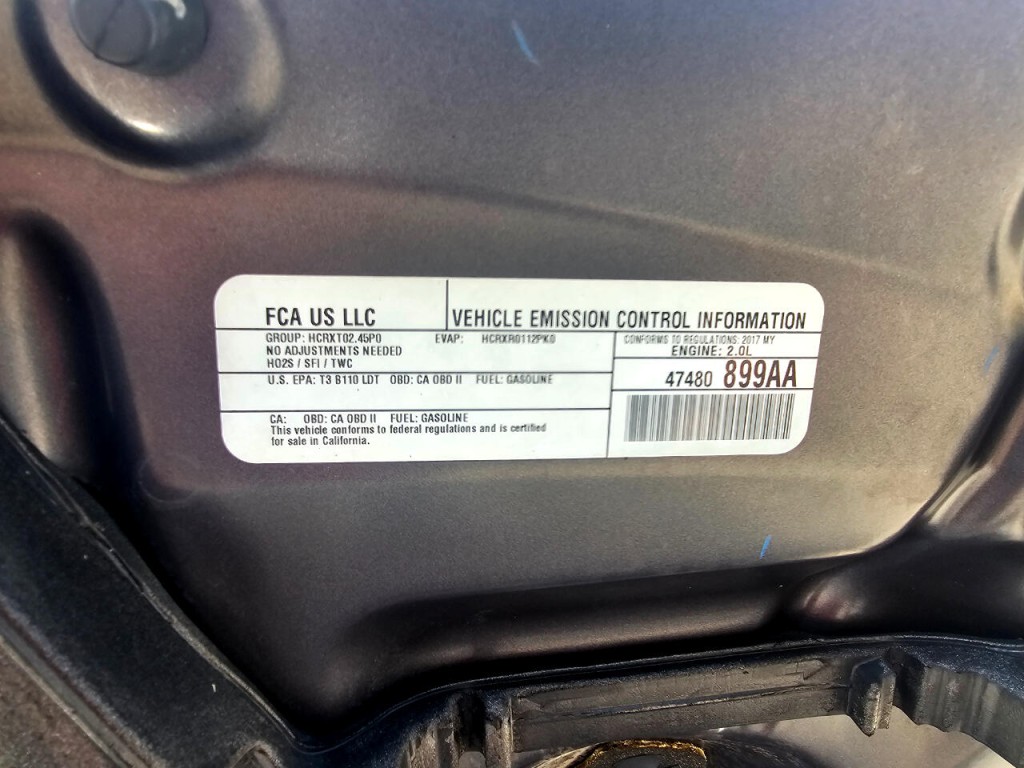 FCA US LLC
VEHICLE EMISSION CONTROL INFORMATION
GROUP: HCRXT02.45P0 EVAP: HCRXR0112PK0
NO ADJUSTMENTS NEEDED
HO2S / SFI / TWC
CONFORMS TO REGULATIONS: 2017 MY
ENGINE: 2.0L
U.S. EPA: T3 B110 LDT OBD: CA OBD II FUEL: GASOLINE
47480 899AA
CA: OBD: CA OBD II FUEL: GASOLINE
This vehicle conforms to federal regulations and is certified
for sale in California.